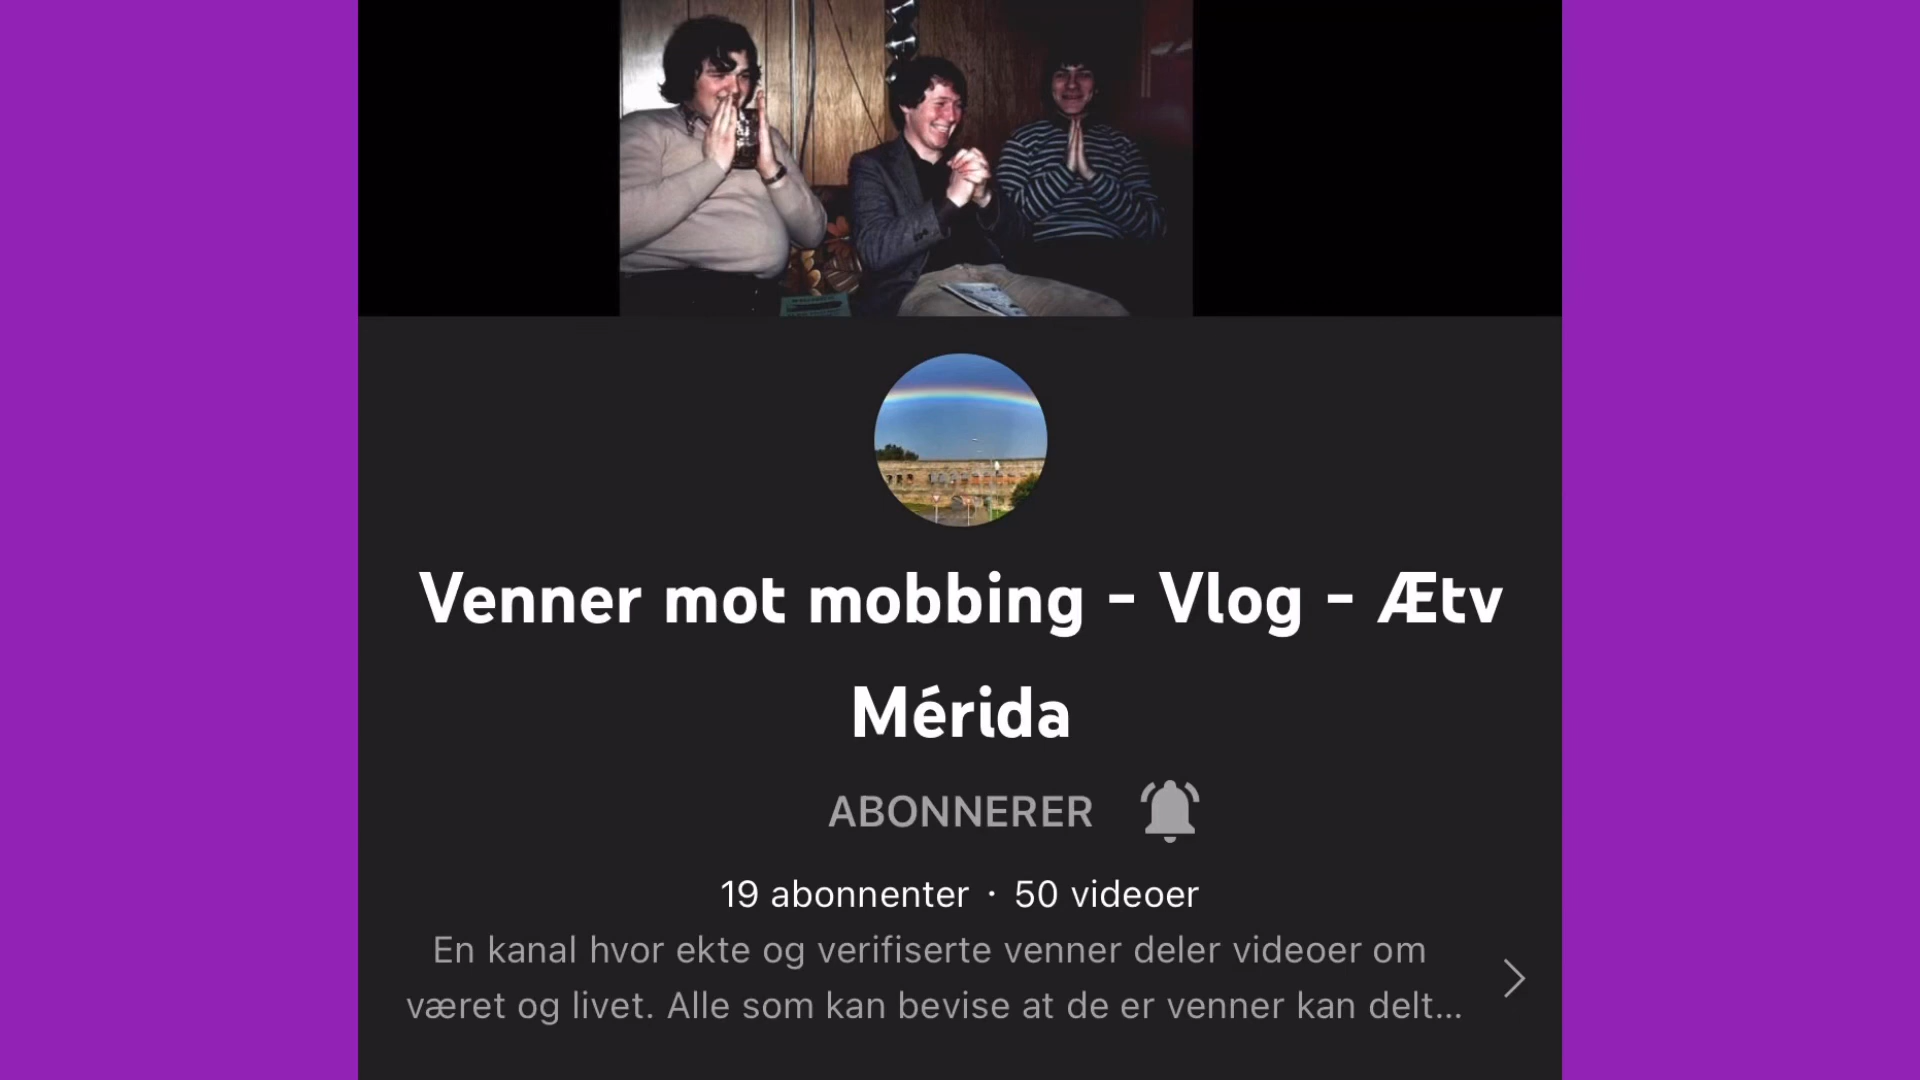 Venner mot mobbing - Vlog - Ætv
Mérida
ABONNERER
19 abonnenter · 50 videoer
En kanal hvor ekte og verifiserte venner deler videoer om
været og livet. Alle som kan bevise at de er venner kan delt...